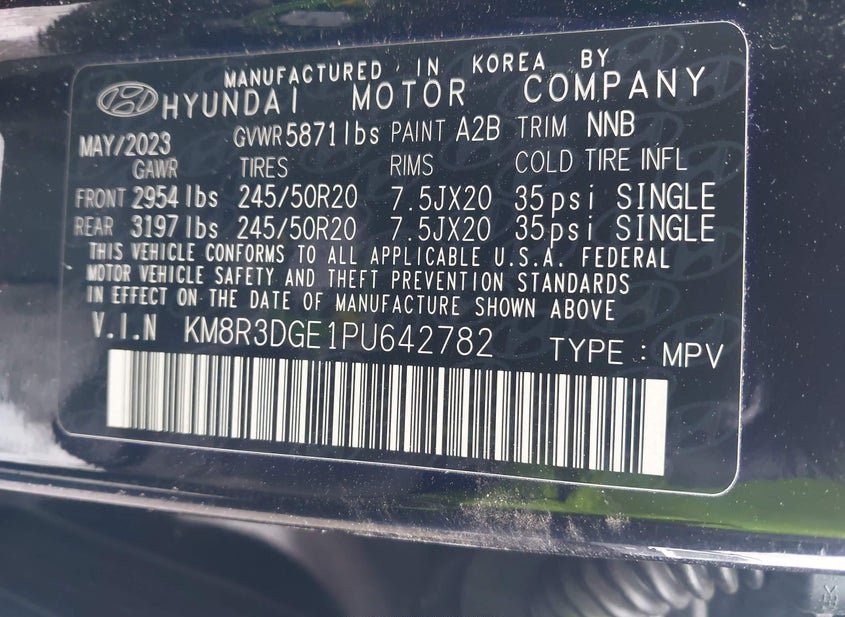 MANUFACTURED IN KOREA BY
HYUNDAI MOTOR COMPANY
MAY/2023 GVWR 5871lbs PAINT A2B TRIM NNB
GAWR TIRES RIMS COLD TIRE INFL
FRONT 2954 lbs 245/50R20 7.5JX20 35psi SINGLE
REAR 3197 lbs 245/50R20 7.5JX20 35psi SINGLE
THIS VEHICLE CONFORMS TO ALL APPLICABLE U.S.A. FEDERAL
MOTOR VEHICLE SAFETY AND THEFT PREVENTION STANDARDS
IN EFFECT ON THE DATE OF MANUFACTURE SHOWN ABOVE
V.I.N KM8R3DGE1PU642782 TYPE : MPV